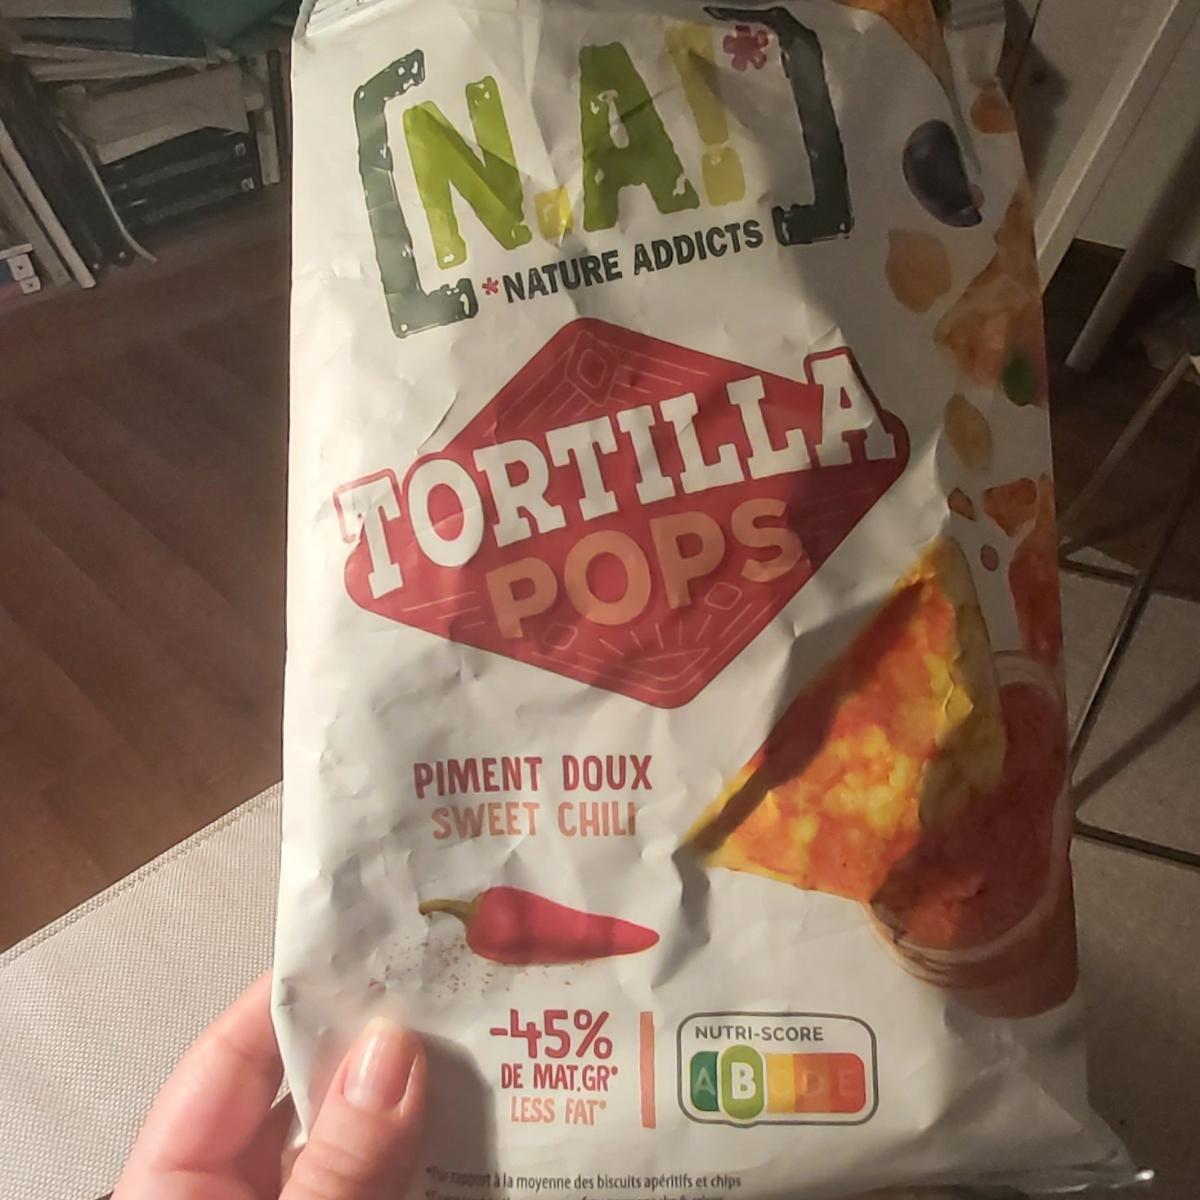 [N.A!*]
*NATURE ADDICTS
TORTILLA
POPS
PIMENT DOUX
SWEET CHILI
-45%
DE MAT.GR*
LESS FAT*
NUTRI-SCORE
A B C D E
*Par rapport à la moyenne des biscuits apéritifs et chips